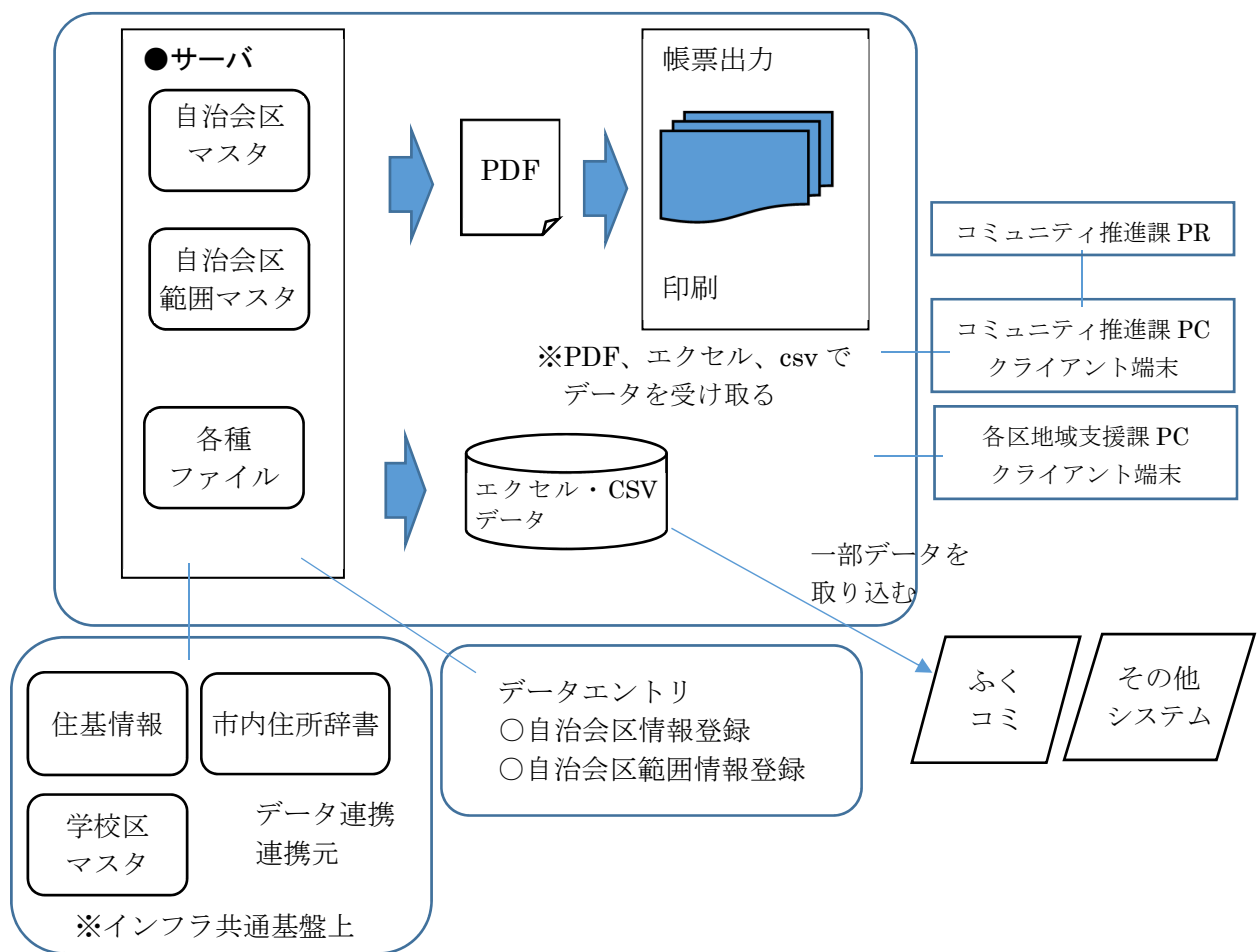 ●サーバ
自治会区
マスタ
自治会区
範囲マスタ
各種
ファイル
PDF
帳票出力
印刷
※PDF、エクセル、csv で
データを受け取る
エクセル・CSV
データ
コミュニティ推進課 PR
コミュニティ推進課 PC
クライアント端末
各区地域支援課 PC
クライアント端末
一部データを
取り込む
ふく
コミ
その他
システム
住基情報
市内住所辞書
学校区
マスタ
データ連携
連携元
※インフラ共通基盤上
データエントリ
○自治会区情報登録
○自治会区範囲情報登録